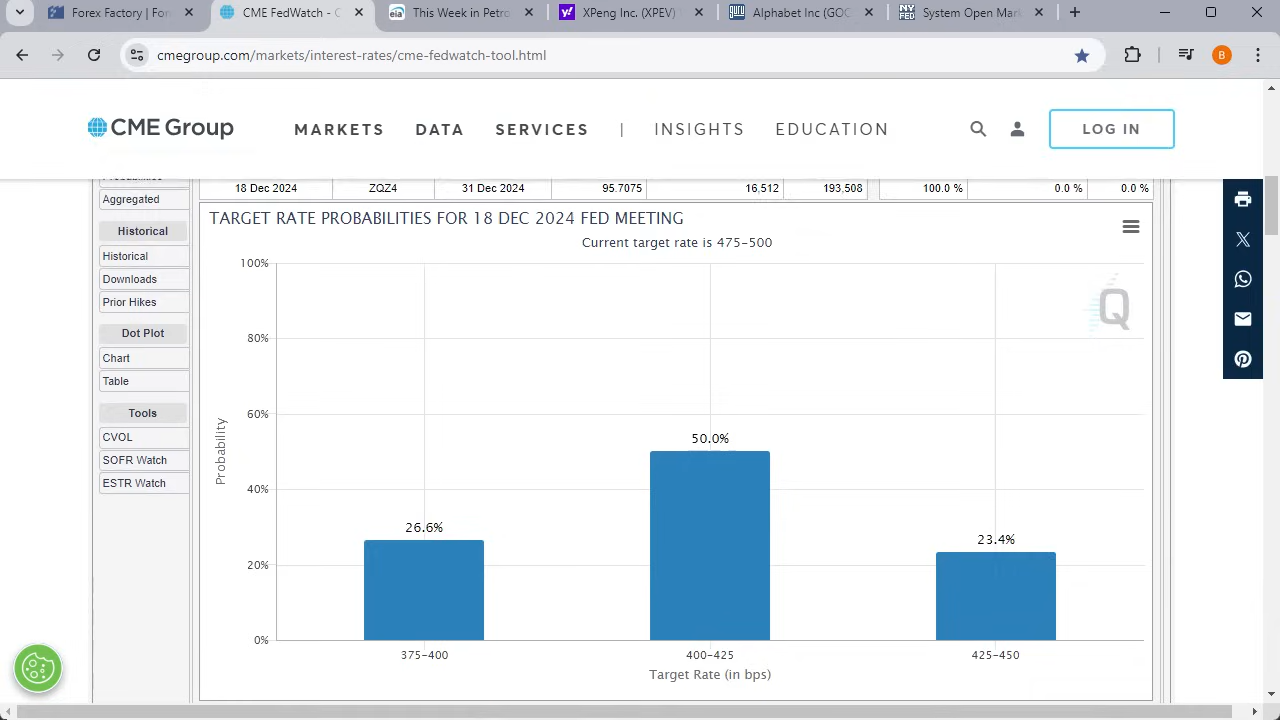 Forex Factory | For
CME FedWatch - C
eia
This Week in Petro
XPeng Inc. (XPEV)
Alphabet Inc (GOC
NY FED
System Open Mar
cmegroup.com/markets/interest-rates/cme-fedwatch-tool.html
B
CME Group
MARKETS DATA SERVICES | INSIGHTS EDUCATION
LOG IN
Probabilities
18 Dec 2024 ZQZ4 31 Dec 2024 95.7075 16,512 193,508 100.0 % 0.0 % 0.0 %
Aggregated
Historical
Historical
Downloads
Prior Hikes
Dot Plot
Chart
Table
Tools
CVOL
SOFR Watch
ESTR Watch
TARGET RATE PROBABILITIES FOR 18 DEC 2024 FED MEETING
Current target rate is 475-500
Q
Probability
100%
80%
60%
40%
20%
0%
26.6%
50.0%
23.4%
375-400
400-425
425-450
Target Rate (in bps)